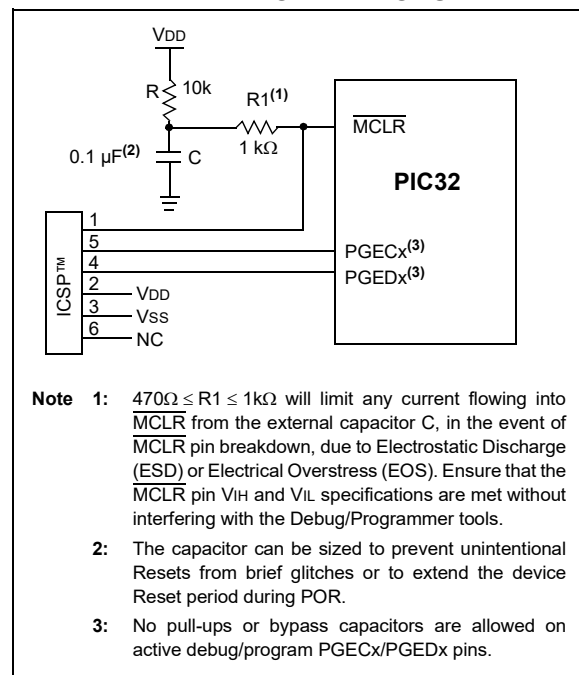 VDD
R 10k
R1(1)
1 kΩ
MCLR
0.1 µF(2) C
PIC32
ICSP™
1
5
4
2
3
6
PGECx(3)
PGEDx(3)
VDD
VSS
NC
Note 1: 470Ω ≤ R1 ≤ 1kΩ will limit any current flowing into
MCLR from the external capacitor C, in the event of
MCLR pin breakdown, due to Electrostatic Discharge
(ESD) or Electrical Overstress (EOS). Ensure that the
MCLR pin VIH and VIL specifications are met without
interfering with the Debug/Programmer tools.
2: The capacitor can be sized to prevent unintentional
Resets from brief glitches or to extend the device
Reset period during POR.
3: No pull-ups or bypass capacitors are allowed on
active debug/program PGECx/PGEDx pins.